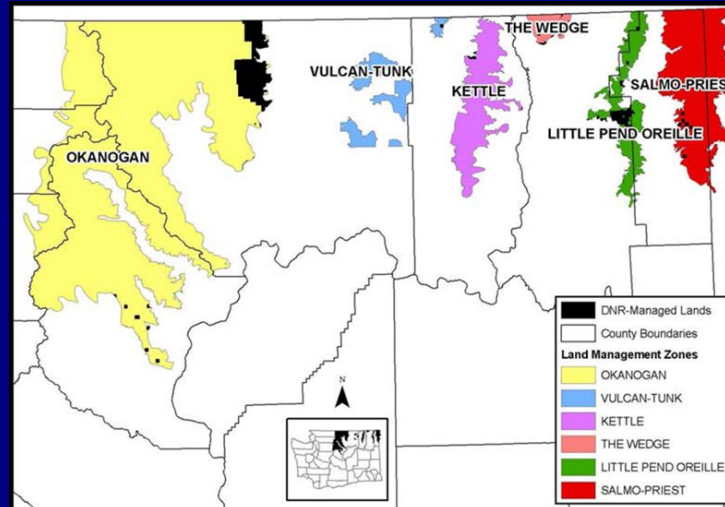 THE WEDGE
VULCAN-TUNK
KETTLE
SALMO-PRIEST
LITTLE PEND OREILLE
OKANOGAN
N
DNR-Managed Lands
County Boundaries
Land Management Zones
OKANOGAN
VULCAN-TUNK
KETTLE
THE WEDGE
LITTLE PEND OREILLE
SALMO-PRIEST